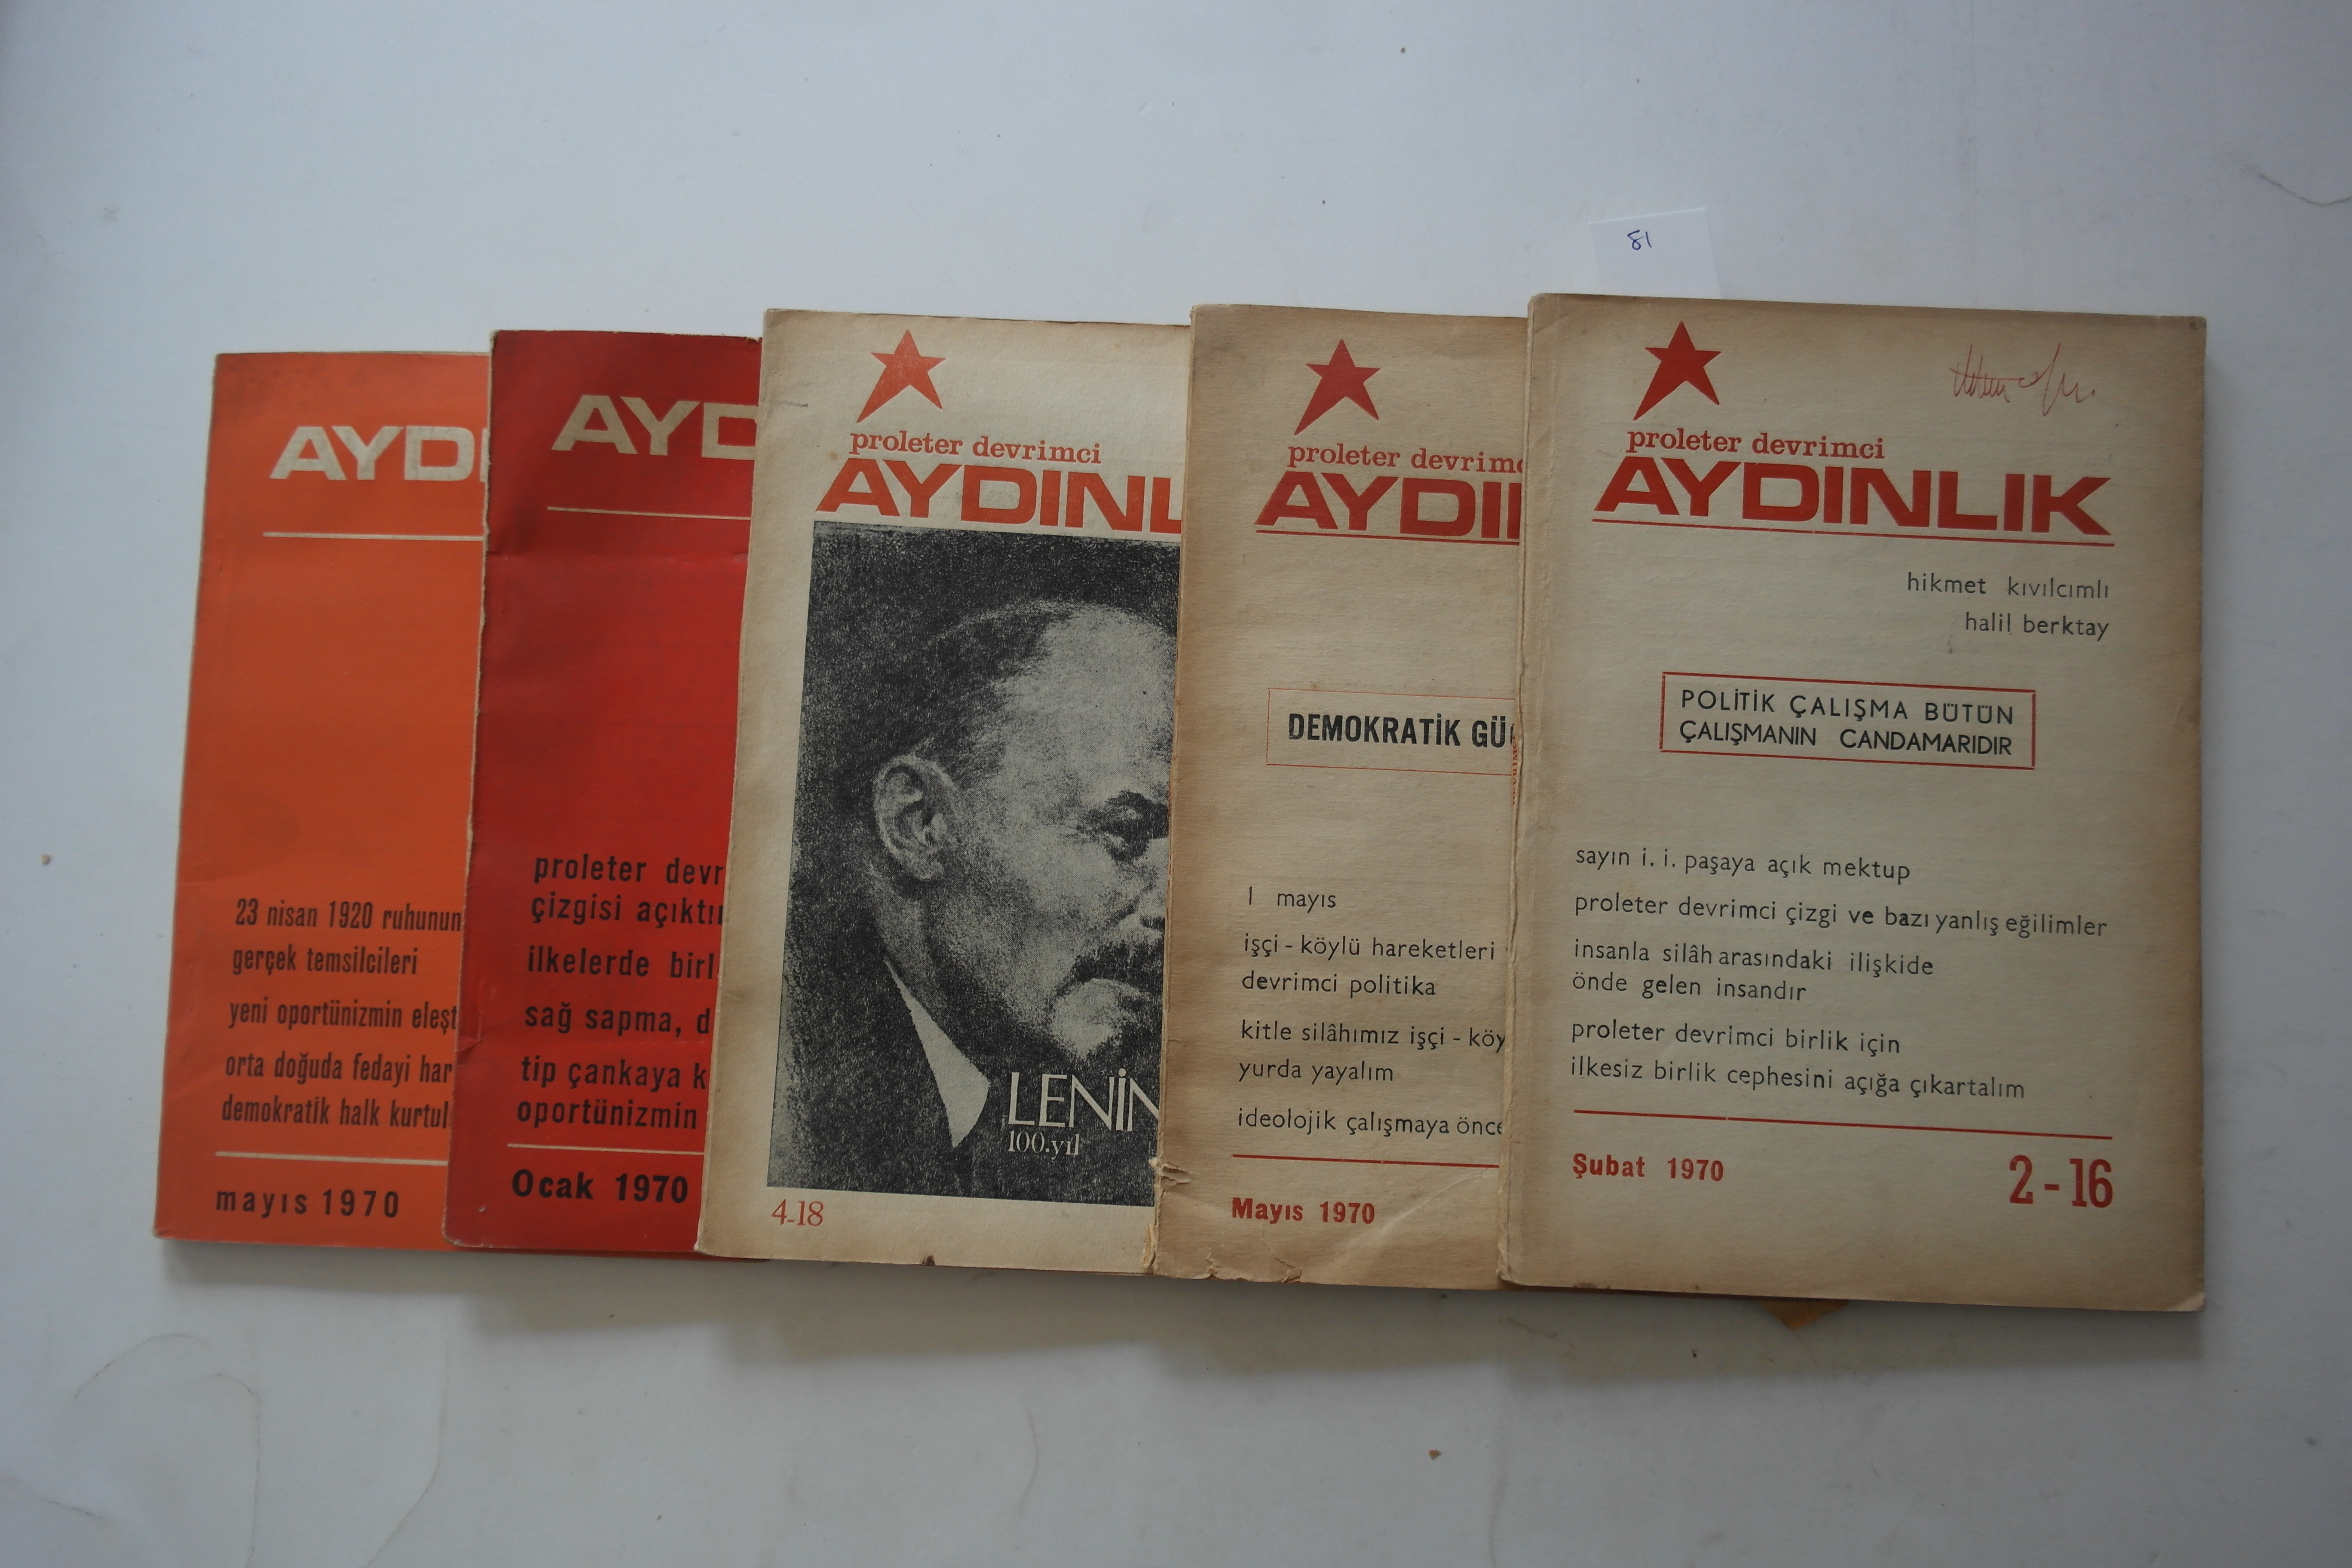 81
AYDI
23 nisan 1920 ruhunun
gerçek temsilcileri
yeni oportünizmin eleşt
orta doğuda fedayi har
demokratik halk kurtul
mayıs 1970
AYD
proleter devr
çizgisi açıktır
ilkelerde birl
sağ sapma, d
tip çankaya k
oportünizmin
Ocak 1970
proleter devrimci
AYDINL
LENİN
100.yıl
4-18
proleter devrimc
AYDIN
DEMOKRATİK GÜÇ
1 mayıs
işçi - köylü hareketleri
devrimci politika
kitle silâhımız işçi - köy
yurda yayalım
ideolojik çalışmaya önce
Mayıs 1970
proleter devrimci
AYDINLIK
hikmet kıvılcımlı
halil berktay
POLİTİK ÇALIŞMA BÜTÜN
ÇALIŞMANIN CANDAMARIDIR
sayın i. i. paşaya açık mektup
proleter devrimci çizgi ve bazı yanlış eğilimler
insanla silâh arasındaki ilişkide
önde gelen insandır
proleter devrimci birlik için
ilkesiz birlik cephesini açığa çıkartalım
Şubat 1970
2-16